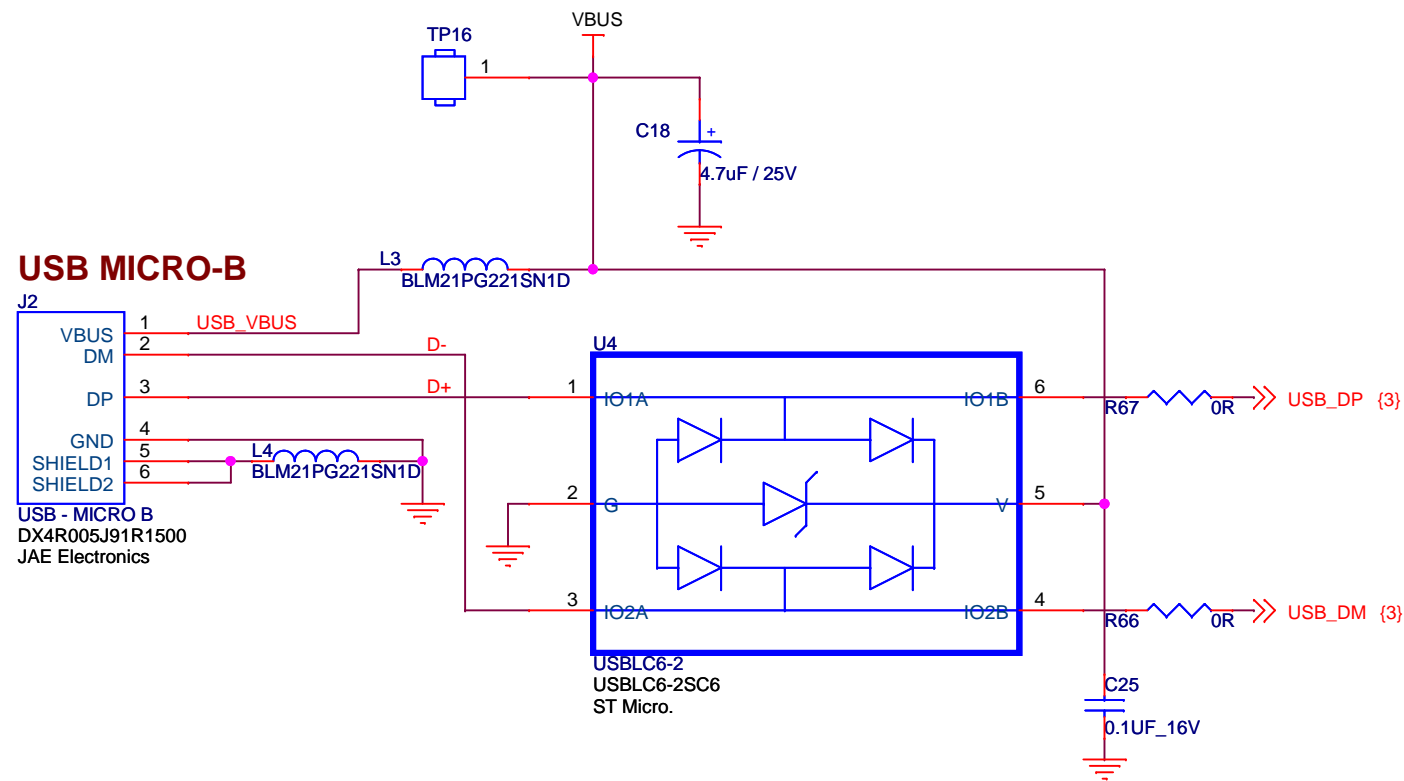 VBUS
TP16
1
C18
+
4.7uF / 25V
USB MICRO-B
L3
BLM21PG221SN1D
J2
VBUS
1
USB_VBUS
DM
2
D-
DP
3
D+
GND
4
SHIELD1
5
SHIELD2
6
L4
BLM21PG221SN1D
USB - MICRO B
DX4R005J91R1500
JAE Electronics
U4
1
IO1A
IO1B
6
R67
0R
USB_DP {3}
2
G
V
5
3
IO2A
IO2B
4
R66
0R
USB_DM {3}
USBLC6-2
USBLC6-2SC6
ST Micro.
C25
0.1UF_16V